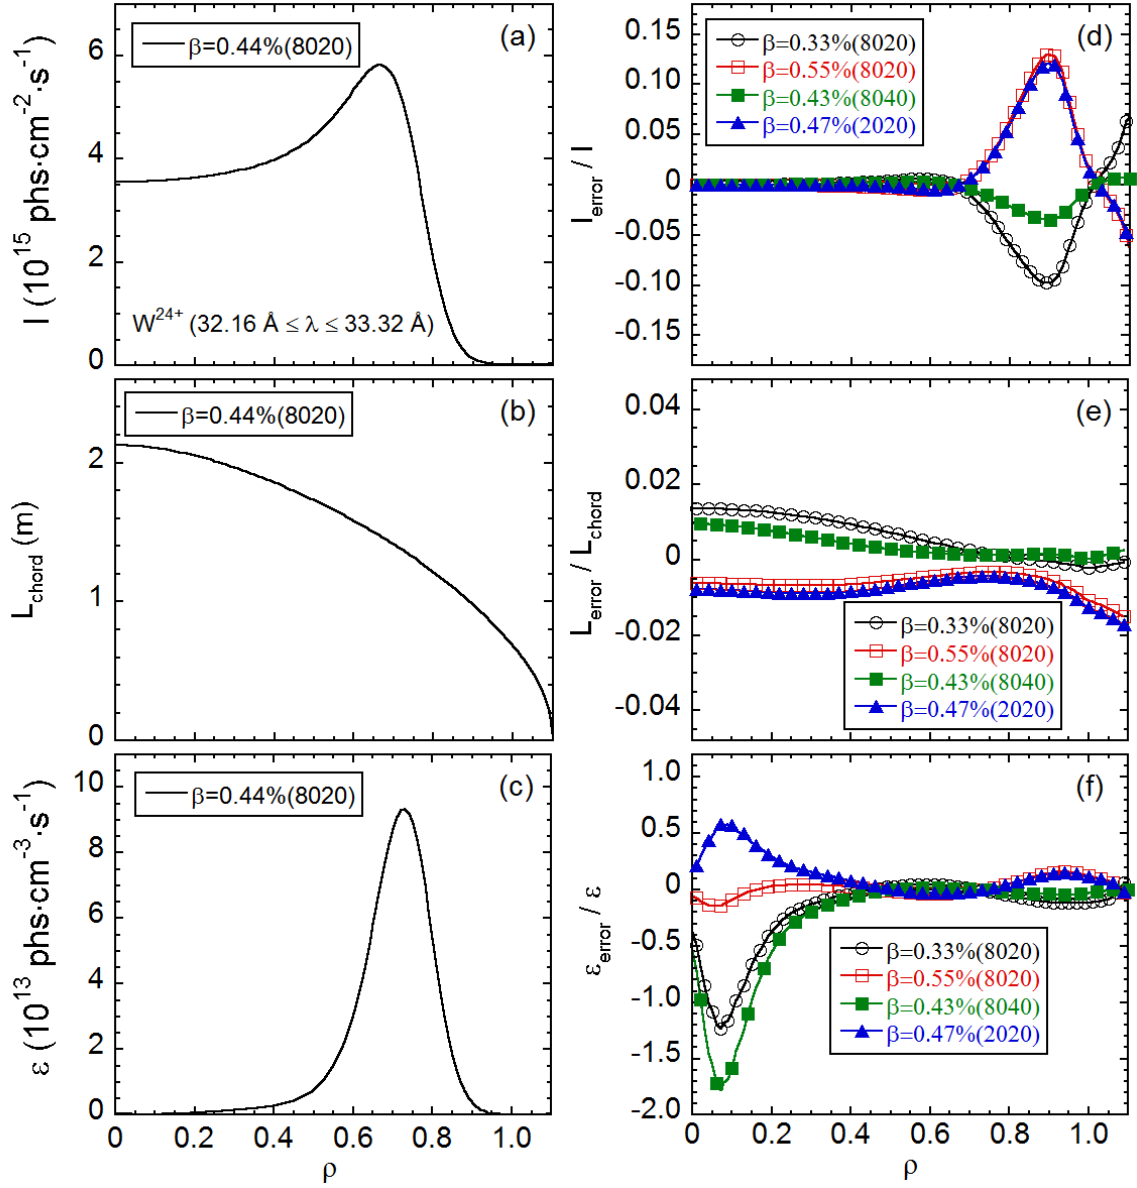 (a)
β=0.44%(8020)
6
4
2
0
I (10^15 phs·cm^-2·s^-1)
W^24+ (32.16 Å ≤ λ ≤ 33.32 Å)
(b)
β=0.44%(8020)
2
1
0
L_chord (m)
(c)
β=0.44%(8020)
10
8
6
4
2
0
ε (10^13 phs·cm^-3·s^-1)
0 0.2 0.4 0.6 0.8 1.0
ρ
(d)
β=0.33%(8020)
β=0.55%(8020)
β=0.43%(8040)
β=0.47%(2020)
0.15
0.10
0.05
0
-0.05
-0.10
-0.15
I_error / I
(e)
0.04
0.02
0
-0.02
-0.04
L_error / L_chord
β=0.33%(8020)
β=0.55%(8020)
β=0.43%(8040)
β=0.47%(2020)
(f)
1.0
0.5
0
-0.5
-1.0
-1.5
-2.0
ε_error / ε
β=0.33%(8020)
β=0.55%(8020)
β=0.43%(8040)
β=0.47%(2020)
0 0.2 0.4 0.6 0.8 1.0
ρ